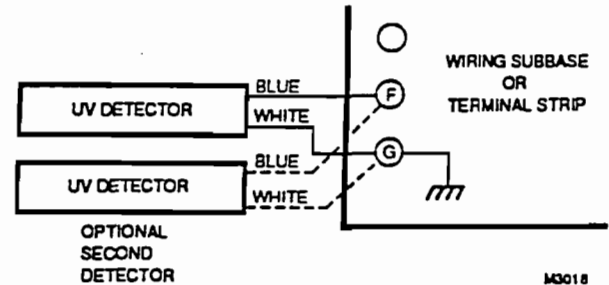 WIRING SUBBASE
OR
TERMINAL STRIP
BLUE
F
UV DETECTOR
WHITE
G
BLUE
UV DETECTOR
WHITE
OPTIONAL
SECOND
DETECTOR
M3018